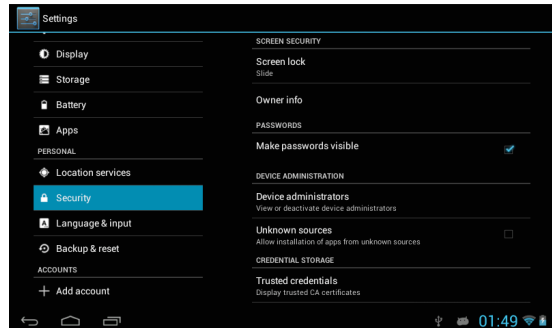 Settings
Display
Storage
Battery
Apps
PERSONAL
Location services
Security
Language & input
Backup & reset
ACCOUNTS
Add account
SCREEN SECURITY
Screen lock
Slide
Owner info
PASSWORDS
Make passwords visible
DEVICE ADMINISTRATION
Device administrators
View or deactivate device administrators
Unknown sources
Allow installation of apps from unknown sources
CREDENTIAL STORAGE
Trusted credentials
Display trusted CA certificates
01:49